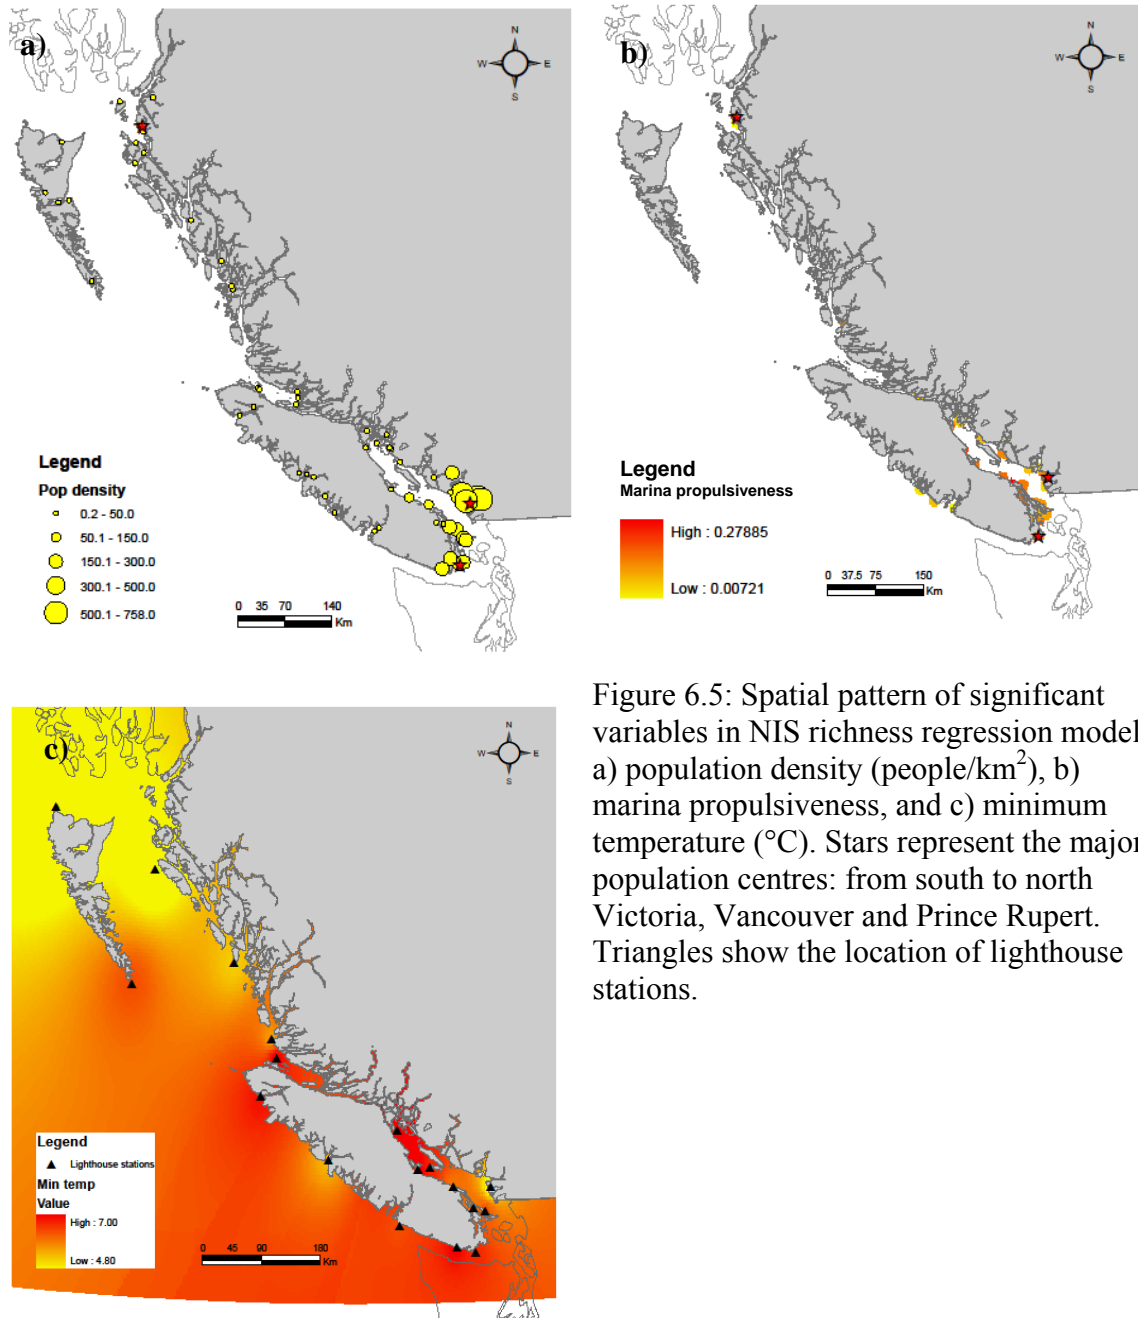 a)
N
W E
S
Legend
Pop density
0.2 - 50.0
50.1 - 150.0
150.1 - 300.0
300.1 - 500.0
500.1 - 758.0
0 35 70 140
Km
b)
N
W E
S
Legend
Marina propulsiveness
High : 0.27885
Low : 0.00721
0 37.5 75 150
Km
c)
N
W E
S
Legend
Lighthouse stations
Min temp
Value
High : 7.00
Low : 4.80
0 45 90 180
Km
Figure 6.5: Spatial pattern of significant
variables in NIS richness regression model
a) population density (people/km²), b)
marina propulsiveness, and c) minimum
temperature (°C). Stars represent the major
population centres: from south to north
Victoria, Vancouver and Prince Rupert.
Triangles show the location of lighthouse
stations.